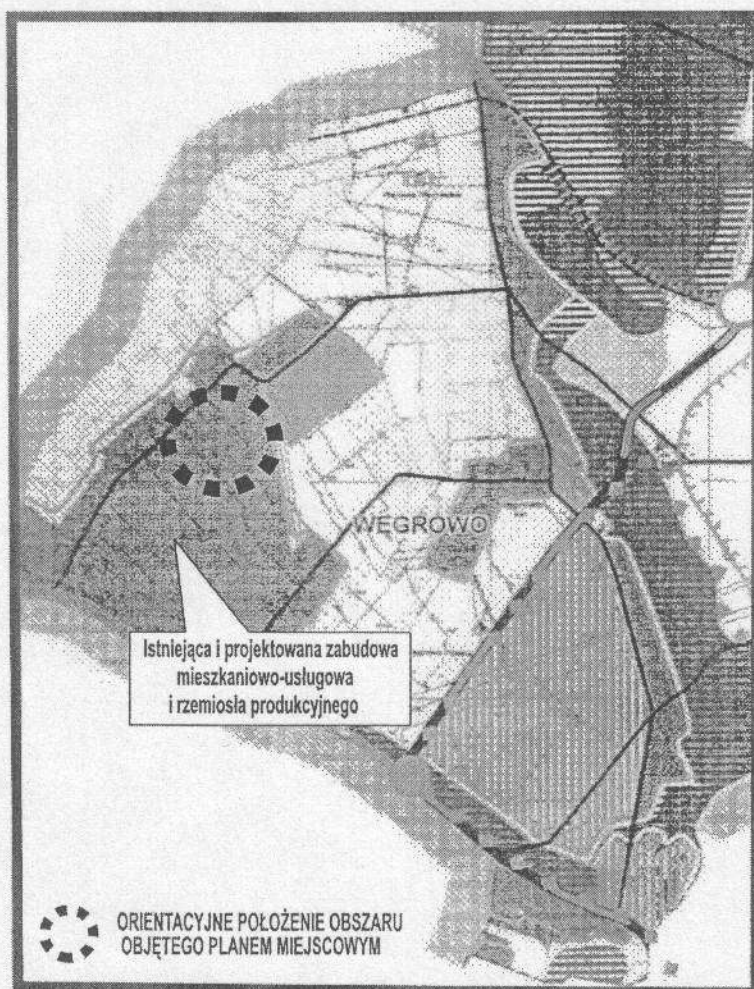 WĘGROWO
Istniejąca i projektowana zabudowa
mieszkaniowo-usługowa
i rzemiosła produkcyjnego
ORIENTACYJNE POŁOŻENIE OBSZARU
OBJĘTEGO PLANEM MIEJSCOWYM